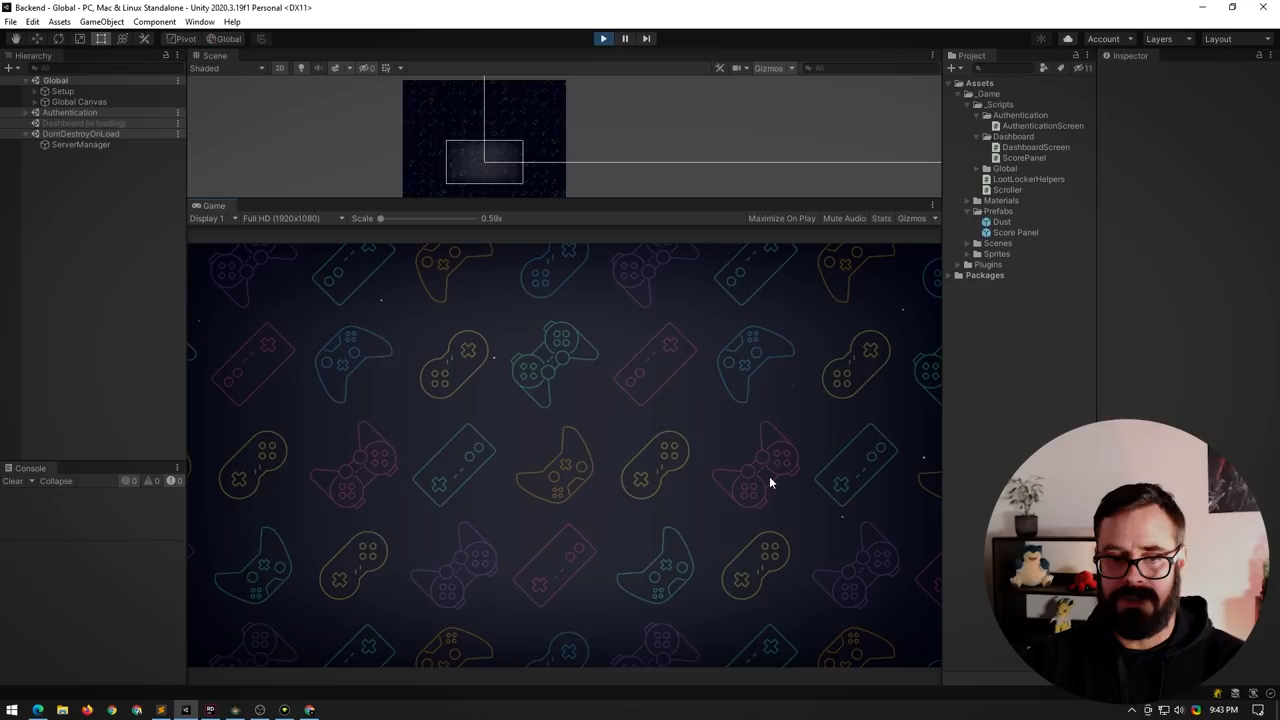 Backend - Global - PC, Mac & Linux Standalone - Unity 2020.3.19f1 Personal <DX11>
File Edit Assets GameObject Component Window Help
Pivot Global Account Layers Layout
Hierarchy
All
Global
Setup
Global Canvas
Authentication
Dashboard (is loading)
DontDestroyOnLoad
ServerManager
Console
Clear Collapse 0 0 0
Scene
Shaded 2D 0 Gizmos All
Game
Display 1 Full HD (1920x1080) Scale 0.59x Maximize On Play Mute Audio Stats Gizmos
Project
11
Assets
_Game
_Scripts
Authentication
AuthenticationScreen
Dashboard
DashboardScreen
ScorePanel
Global
LootLockerHelpers
Scroller
Materials
Prefabs
Dust
Score Panel
Scenes
Sprites
Plugins
Packages
Inspector
9:43 PM